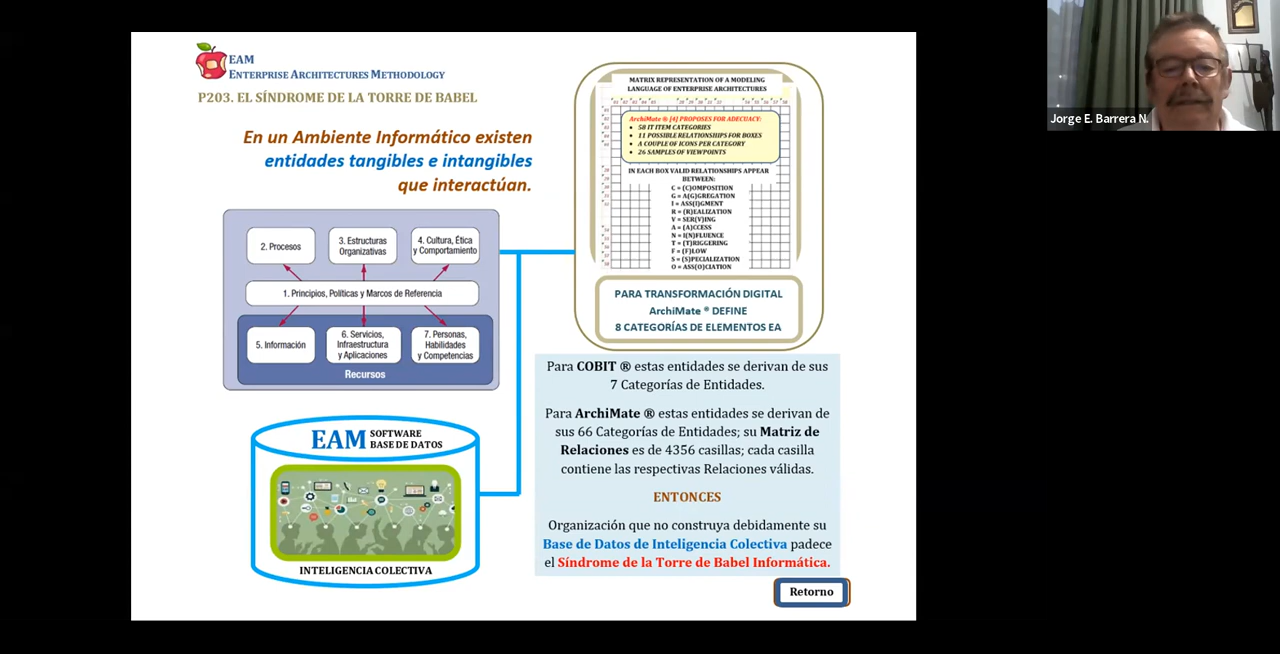 EAM
ENTERPRISE ARCHITECTURES METHODOLOGY
P203. EL SÍNDROME DE LA TORRE DE BABEL
En un Ambiente Informático existen
entidades tangibles e intangibles
que interactúan.
2. Procesos
3. Estructuras
Organizativas
4. Cultura, Ética
y Comportamiento
1. Principios, Políticas y Marcos de Referencia
5. Información
6. Servicios,
Infraestructura
y Aplicaciones
7. Personas,
Habilidades
y Competencias
Recursos
EAM SOFTWARE
BASE DE DATOS
INTELIGENCIA COLECTIVA
MATRIX REPRESENTATION OF A MODELING
LANGUAGE OF ENTERPRISE ARCHITECTURES
ArchiMate ® [4] PROPOSES FOR ADECUACY:
• 58 IT ITEM CATEGORIES
• 11 POSSIBLE RELATIONSHIPS FOR BOXES
• A COUPLE OF ICONS PER CATEGORY
• 26 SAMPLES OF VIEWPOINTS
IN EACH BOX VALID RELATIONSHIPS APPEAR
BETWEEN:
C = (C)OMPOSITION
G = A(G)GREGATION
I = ASS(I)GMENT
R = (R)EALIZATION
V = SER(V)ING
A = (A)CCESS
N = I(N)FLUENCE
T = (T)RIGGERING
F = (F)LOW
S = (S)PECIALIZATION
O = ASS(O)CIATION
PARA TRANSFORMACIÓN DIGITAL
ArchiMate ® DEFINE
8 CATEGORÍAS DE ELEMENTOS EA
Para COBIT ® estas entidades se derivan de sus
7 Categorías de Entidades.
Para ArchiMate ® estas entidades se derivan de
sus 66 Categorías de Entidades; su Matriz de
Relaciones es de 4356 casillas; cada casilla
contiene las respectivas Relaciones válidas.
ENTONCES
Organización que no construya debidamente su
Base de Datos de Inteligencia Colectiva padece
el Síndrome de la Torre de Babel Informática.
Retorno
Jorge E. Barrera N.